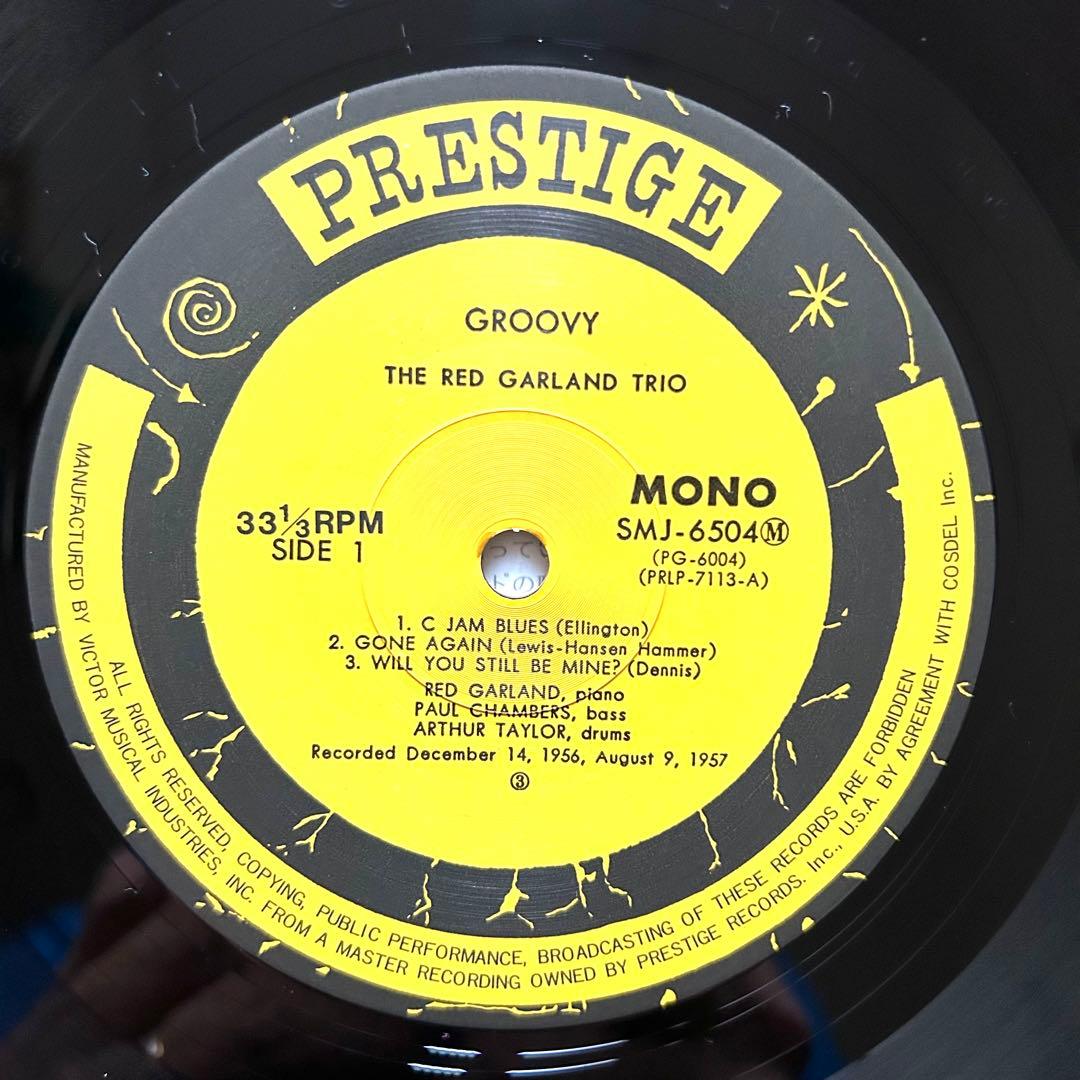 PRESTIGE
GROOVY
THE RED GARLAND TRIO
33⅓RPM
SIDE 1
MONO
SMJ-6504Ⓜ
(PG-6004)
(PRLP-7113-A)
1. C JAM BLUES (Ellington)
2. GONE AGAIN (Lewis-Hansen Hammer)
3. WILL YOU STILL BE MINE? (Dennis)
RED GARLAND, piano
PAUL CHAMBERS, bass
ARTHUR TAYLOR, drums
Recorded December 14, 1956, August 9, 1957
③
ALL RIGHTS RESERVED, COPYING, PUBLIC PERFORMANCE, BROADCASTING OF THESE RECORDS ARE FORBIDDEN
MANUFACTURED BY VICTOR MUSICAL INDUSTRIES, INC. FROM A MASTER RECORDING OWNED BY PRESTIGE RECORDS. Inc., U.S.A. BY AGREEMENT WITH COSDEL Inc.